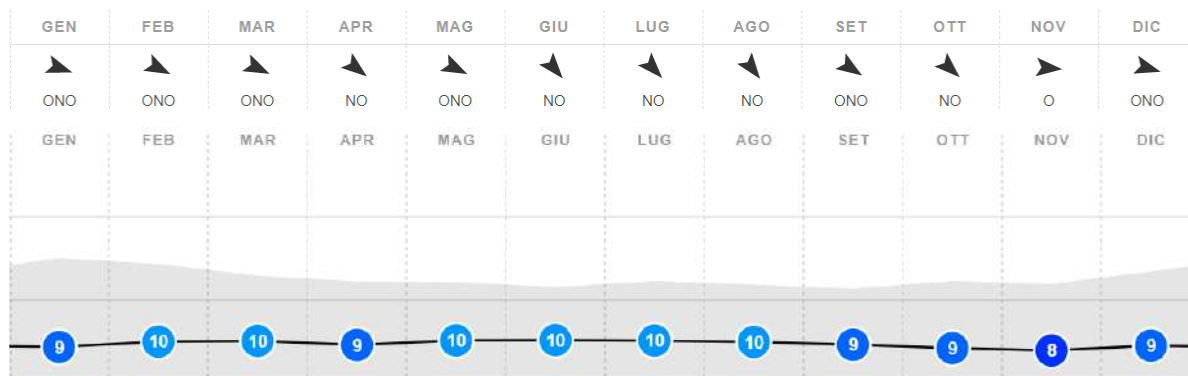 GEN FEB MAR APR MAG GIU LUG AGO SET OTT NOV DIC
ONO ONO ONO NO ONO NO NO NO ONO NO O ONO
GEN FEB MAR APR MAG GIU LUG AGO SET OTT NOV DIC
9 10 10 9 10 10 10 10 9 9 8 9